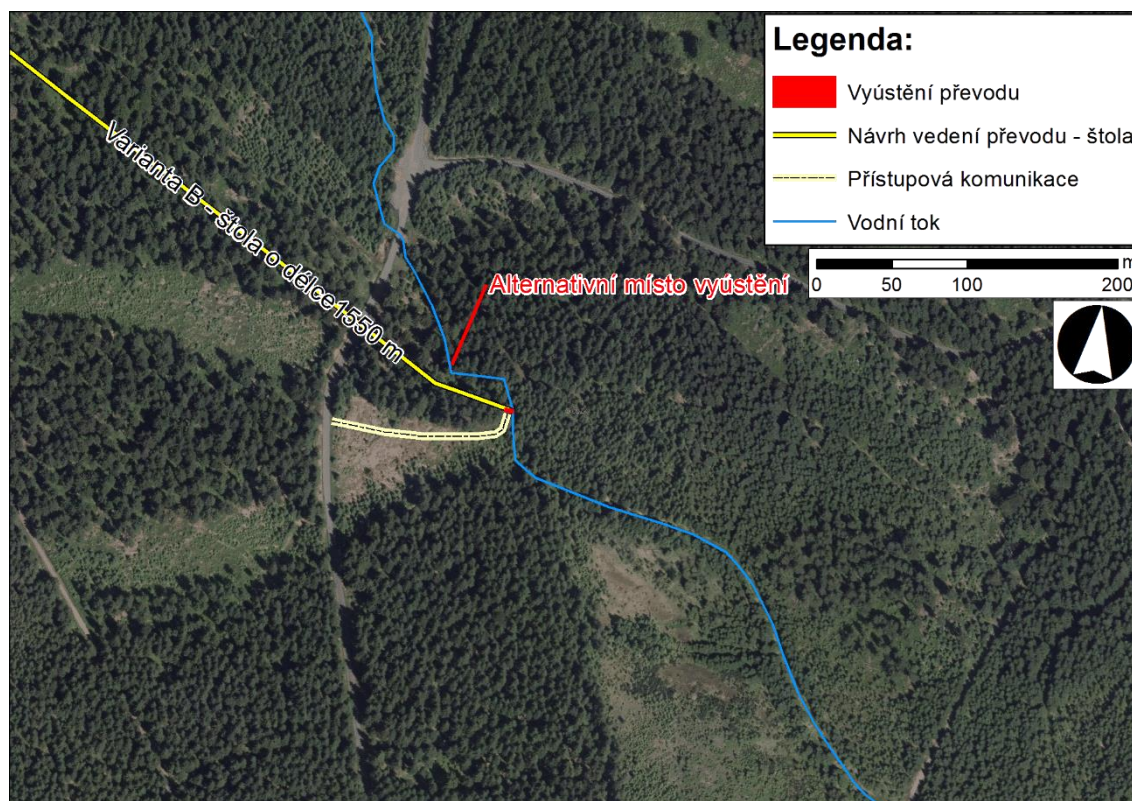 Legenda:
Vyústění převodu
Návrh vedení převodu - štola
Přístupová komunikace
Vodní tok
m
0 50 100 200
Varianta B - štola o délce 1550 m
Alternativní místo vyústění